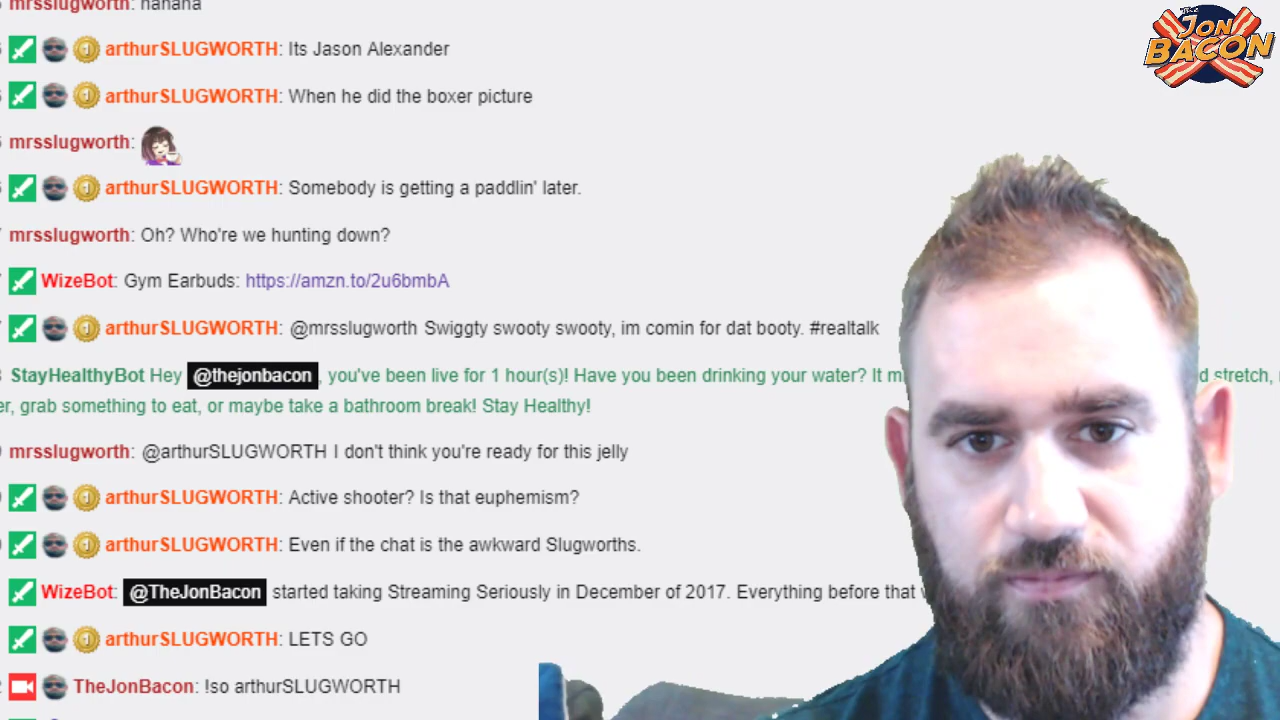 mrsslugworth: hahaha
The
JON
BACON
arthurSLUGWORTH: Its Jason Alexander
arthurSLUGWORTH: When he did the boxer picture
mrsslugworth:
arthurSLUGWORTH: Somebody is getting a paddlin' later.
mrsslugworth: Oh? Who're we hunting down?
WizeBot: Gym Earbuds: https://amzn.to/2u6bmbA
arthurSLUGWORTH: @mrsslugworth Swiggty swooty swooty, im comin for dat booty. #realtalk
StayHealthyBot Hey @thejonbacon, you've been live for 1 hour(s)! Have you been drinking your water? It d stretch,
er, grab something to eat, or maybe take a bathroom break! Stay Healthy!
mrsslugworth: @arthurSLUGWORTH I don't think you're ready for this jelly
arthurSLUGWORTH: Active shooter? Is that euphemism?
arthurSLUGWORTH: Even if the chat is the awkward Slugworths.
WizeBot: @TheJonBacon started taking Streaming Seriously in December of 2017. Everything before that
arthurSLUGWORTH: LETS GO
TheJonBacon: !so arthurSLUGWORTH